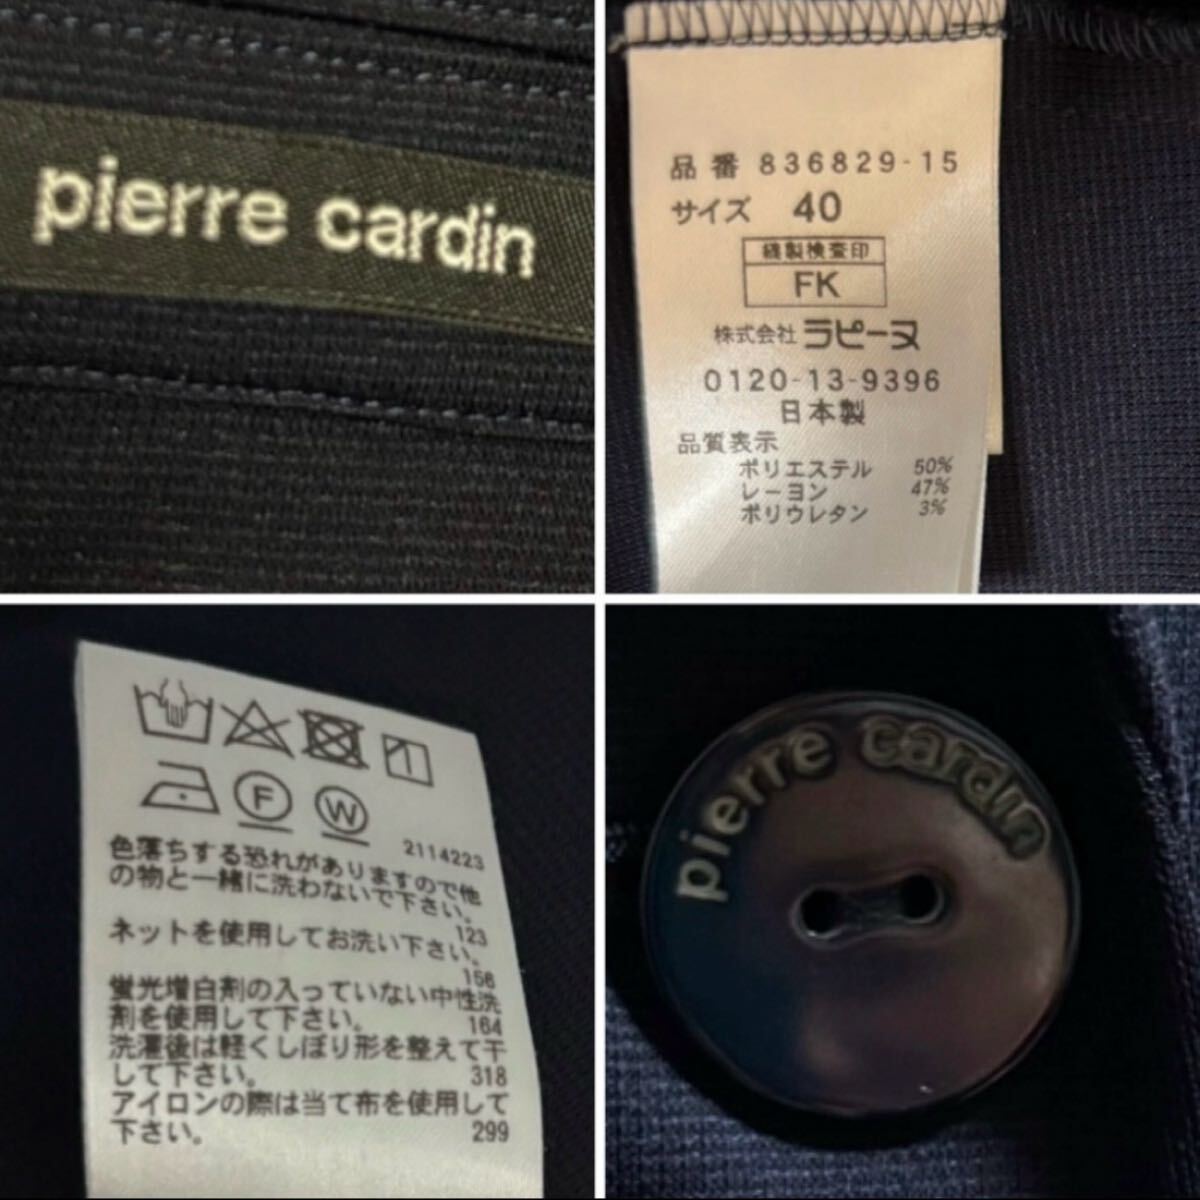 pierre cardin
品番 836829-15
サイズ 40
縫製検査印
FK
株式会社 ラピーヌ
0120-13-9396
日本製
品質表示
ポリエステル 50%
レーヨン 47%
ポリウレタン 3%
F W
2114223
色落ちする恐れがありますので他
の物と一緒に洗わないで下さい。
123
ネットを使用してお洗い下さい。
156
蛍光増白剤の入っていない中性洗
剤を使用して下さい。 164
洗濯後は軽くしぼり形を整えて干
して下さい。 318
アイロンの際は当て布を使用して
下さい。 299
pierre cardin